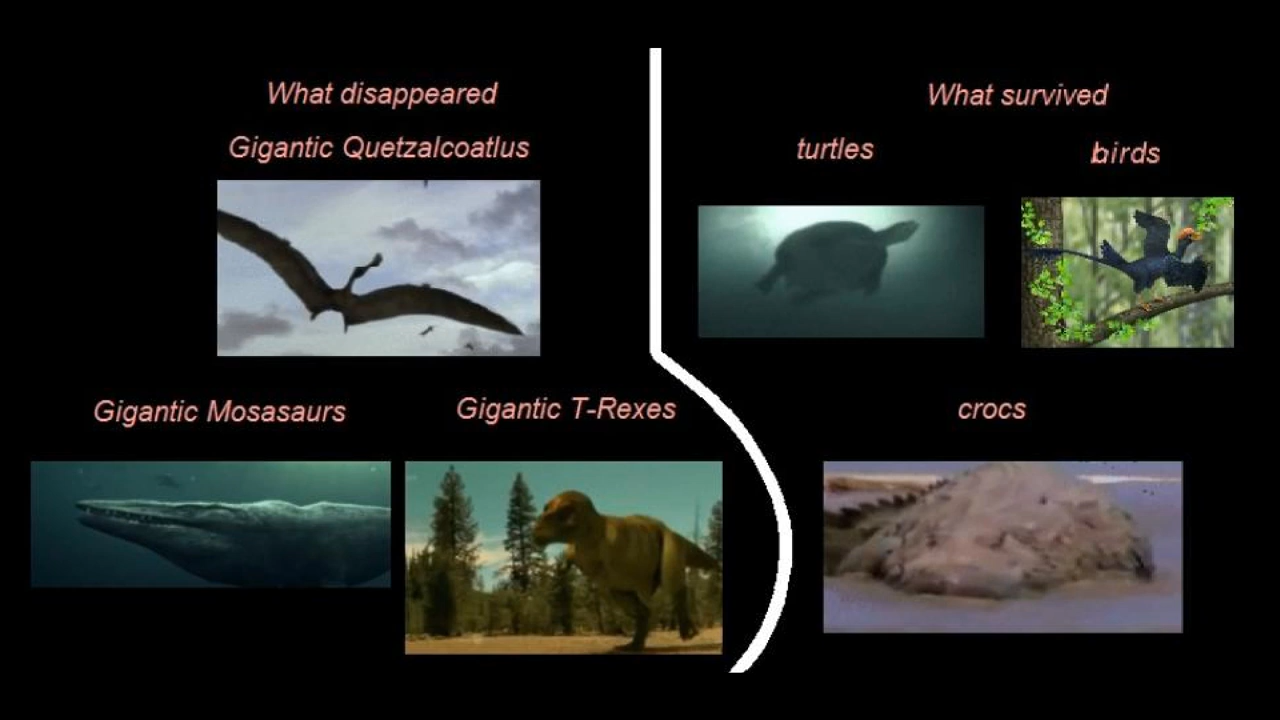 What disappeared
Gigantic Quetzalcoatlus
Gigantic Mosasaurs
Gigantic T-Rexes
What survived
turtles
birds
crocs